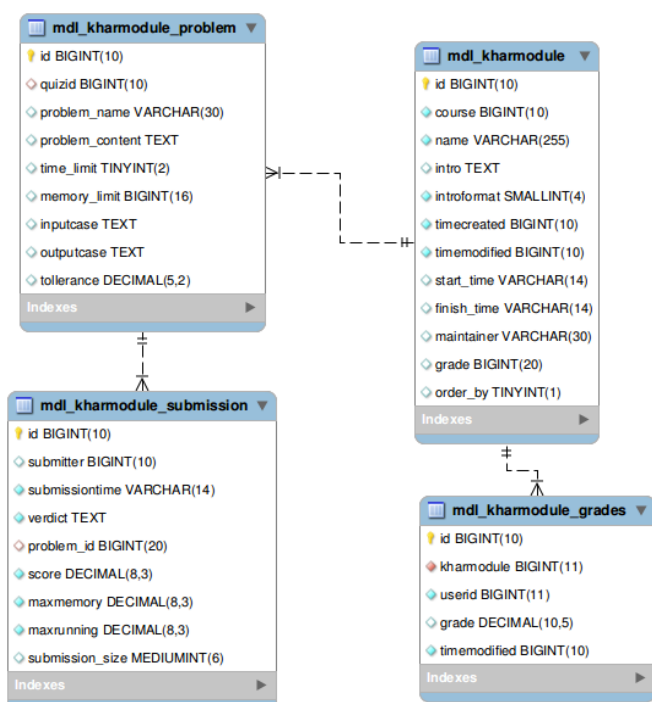 mdl_kharmodule_problem
id BIGINT(10)
quizid BIGINT(10)
problem_name VARCHAR(30)
problem_content TEXT
time_limit TINYINT(2)
memory_limit BIGINT(16)
inputcase TEXT
outputcase TEXT
tollerance DECIMAL(5,2)
Indexes
mdl_kharmodule
id BIGINT(10)
course BIGINT(10)
name VARCHAR(255)
intro TEXT
introformat SMALLINT(4)
timecreated BIGINT(10)
timemodified BIGINT(10)
start_time VARCHAR(14)
finish_time VARCHAR(14)
maintainer VARCHAR(30)
grade BIGINT(20)
order_by TINYINT(1)
Indexes
mdl_kharmodule_submission
id BIGINT(10)
submitter BIGINT(10)
submissiontime VARCHAR(14)
verdict TEXT
problem_id BIGINT(20)
score DECIMAL(8,3)
maxmemory DECIMAL(8,3)
maxrunning DECIMAL(8,3)
submission_size MEDIUMINT(6)
Indexes
mdl_kharmodule_grades
id BIGINT(10)
kharmodule BIGINT(11)
userid BIGINT(11)
grade DECIMAL(10,5)
timemodified BIGINT(10)
Indexes